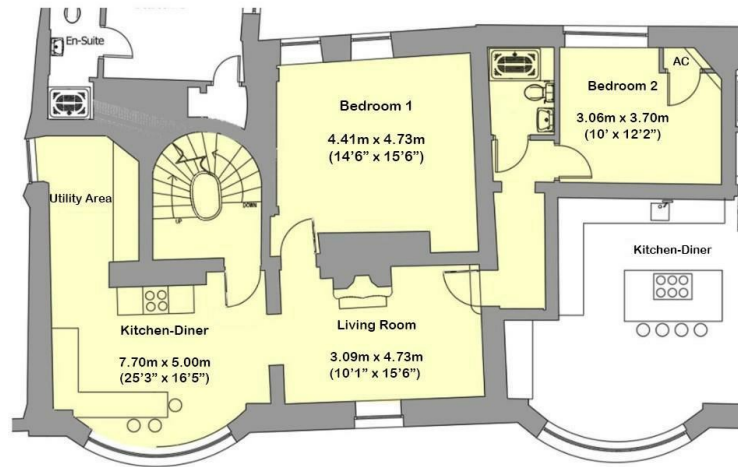 En-Suite
Bedroom 1
4.41m x 4.73m
(14'6" x 15'6")
AC
Bedroom 2
3.06m x 3.70m
(10' x 12'2")
Utility Area
UP
DOWN
Kitchen-Diner
Kitchen-Diner
7.70m x 5.00m
(25'3" x 16'5")
Living Room
3.09m x 4.73m
(10'1" x 15'6")